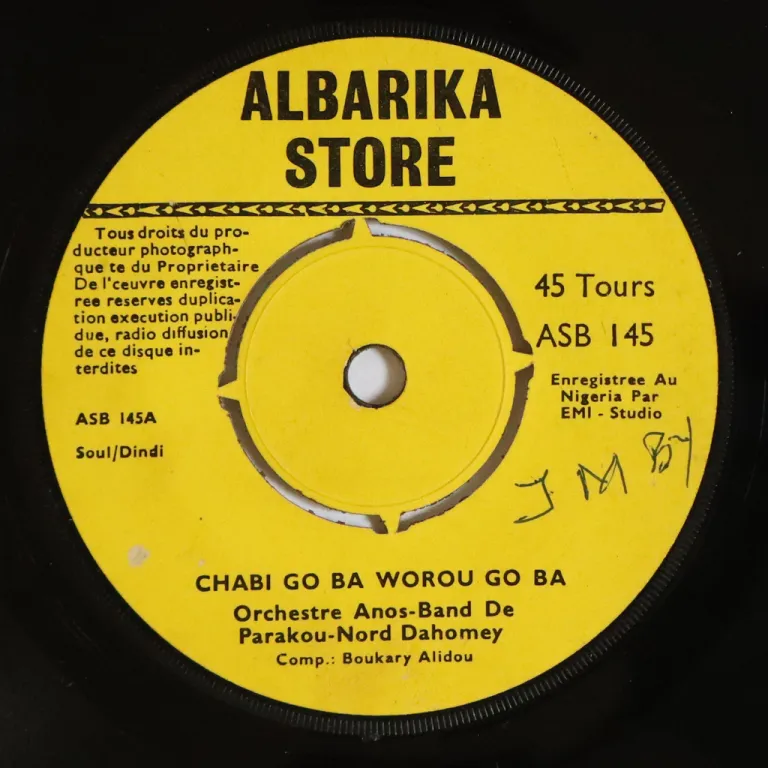 ALBARIKA
STORE
Tous droits du pro-
ducteur photograph-
que te du Proprietaire
De l'œuvre enregist-
ree reserves duplica-
tion execution publi-
due, radio diffusion
de ce disque in-
terdites
ASB 145A
Soul/Dindi
45 Tours
ASB 145
Enregistree Au
Nigeria Par
EMI - Studio
J M
CHABI GO BA WOROU GO BA
Orchestre Anos-Band De
Parakou-Nord Dahomey
Comp.: Boukary Alidou